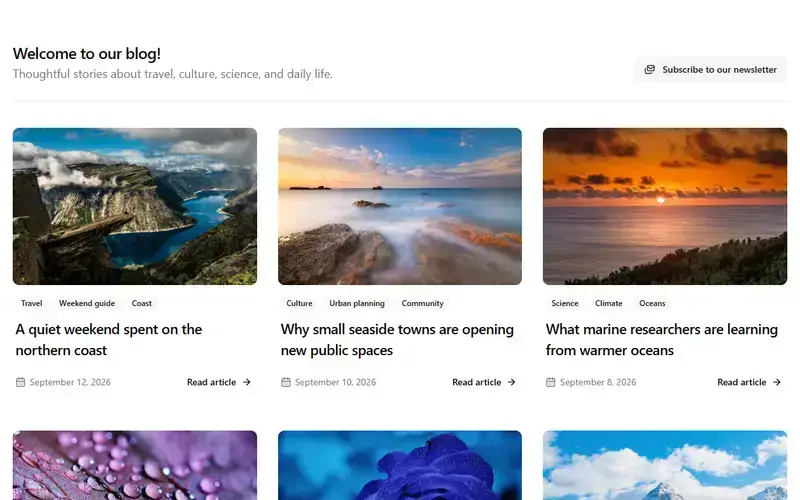 Welcome to our blog!
Thoughtful stories about travel, culture, science, and daily life.
Subscribe to our newsletter
Travel Weekend guide Coast
A quiet weekend spent on the
northern coast
September 12, 2026 Read article
Culture Urban planning Community
Why small seaside towns are opening
new public spaces
September 10, 2026 Read article
Science Climate Oceans
What marine researchers are learning
from warmer oceans
September 8, 2026 Read article